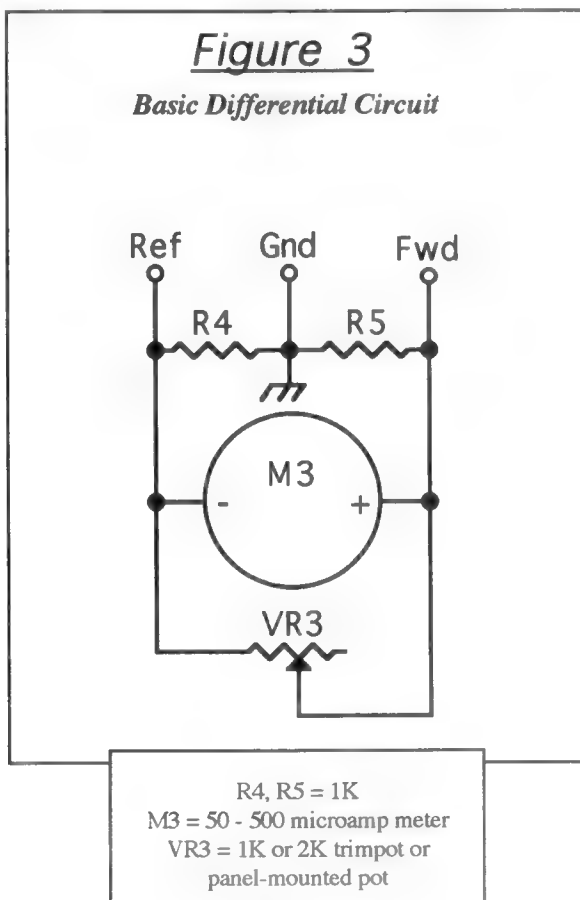 Figure 3
Basic Differential Circuit
Ref Gnd Fwd
R4 R5
M3
- +
VR3
R4, R5 = 1K
M3 = 50 - 500 microamp meter
VR3 = 1K or 2K trimpot or
panel-mounted pot